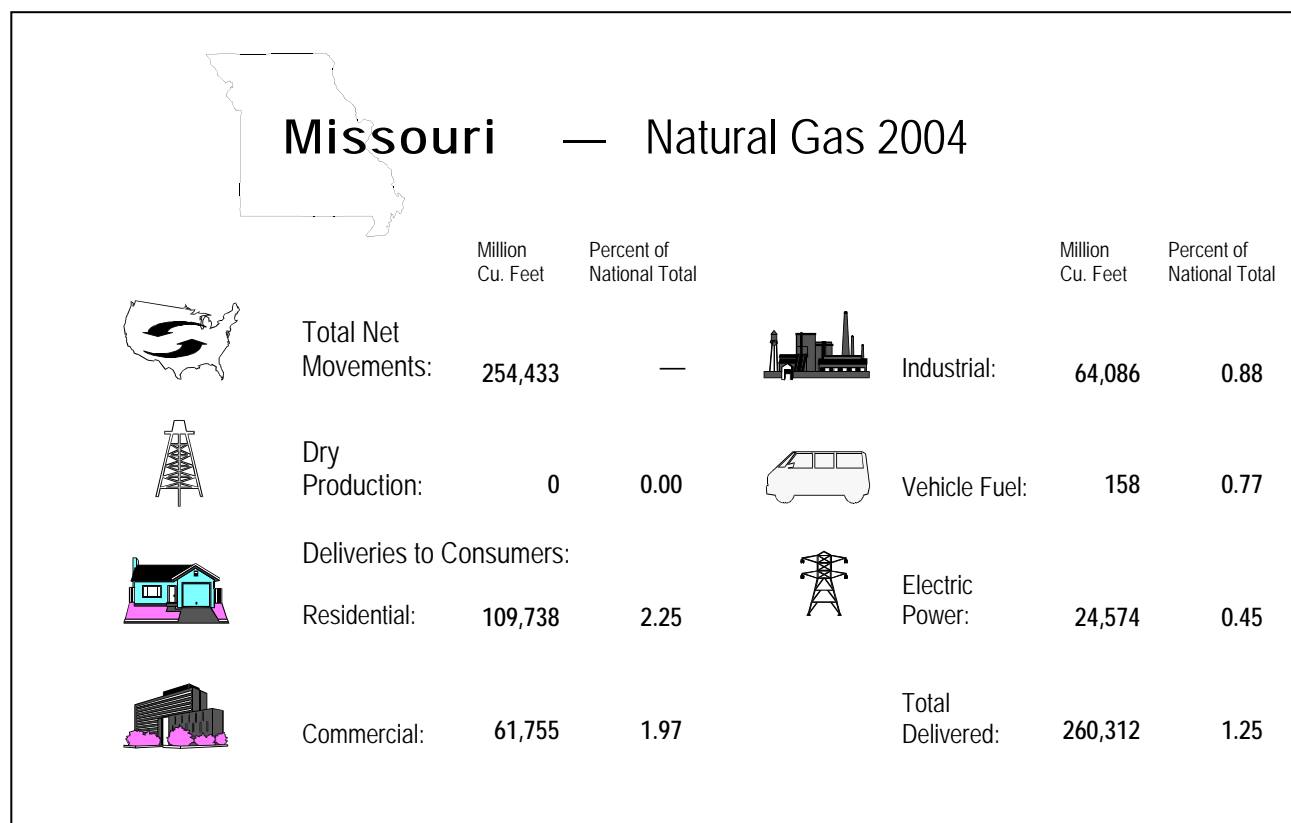 Missouri — Natural Gas 2004
Million Percent of
Cu. Feet National Total
Total Net
Movements: 254,433 —
Dry
Production: 0 0.00
Deliveries to Consumers:
Residential: 109,738 2.25
Commercial: 61,755 1.97
Million Percent of
Cu. Feet National Total
Industrial: 64,086 0.88
Vehicle Fuel: 158 0.77
Electric
Power: 24,574 0.45
Total
Delivered: 260,312 1.25